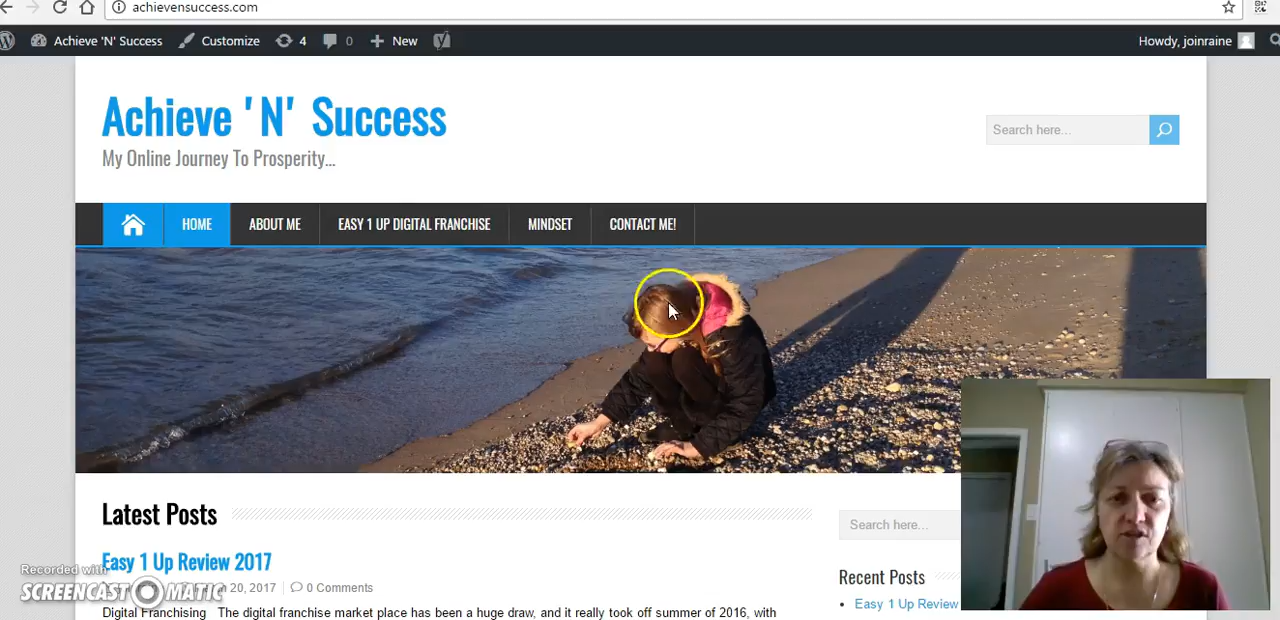 achievensuccess.com
Achieve 'N' Success
Customize
4
0
New
Howdy, joinraine
Achieve 'N' Success
My Online Journey To Prosperity...
Search here...
HOME
ABOUT ME
EASY 1 UP DIGITAL FRANCHISE
MINDSET
CONTACT ME!
Latest Posts
Search here...
Easy 1 Up Review 2017
Recorded with
SCREENCAST-O-MATIC
20, 2017
0 Comments
Recent Posts
Easy 1 Up Review
Digital Franchising The digital franchise market place has been a huge draw, and it really took off summer of 2016, with